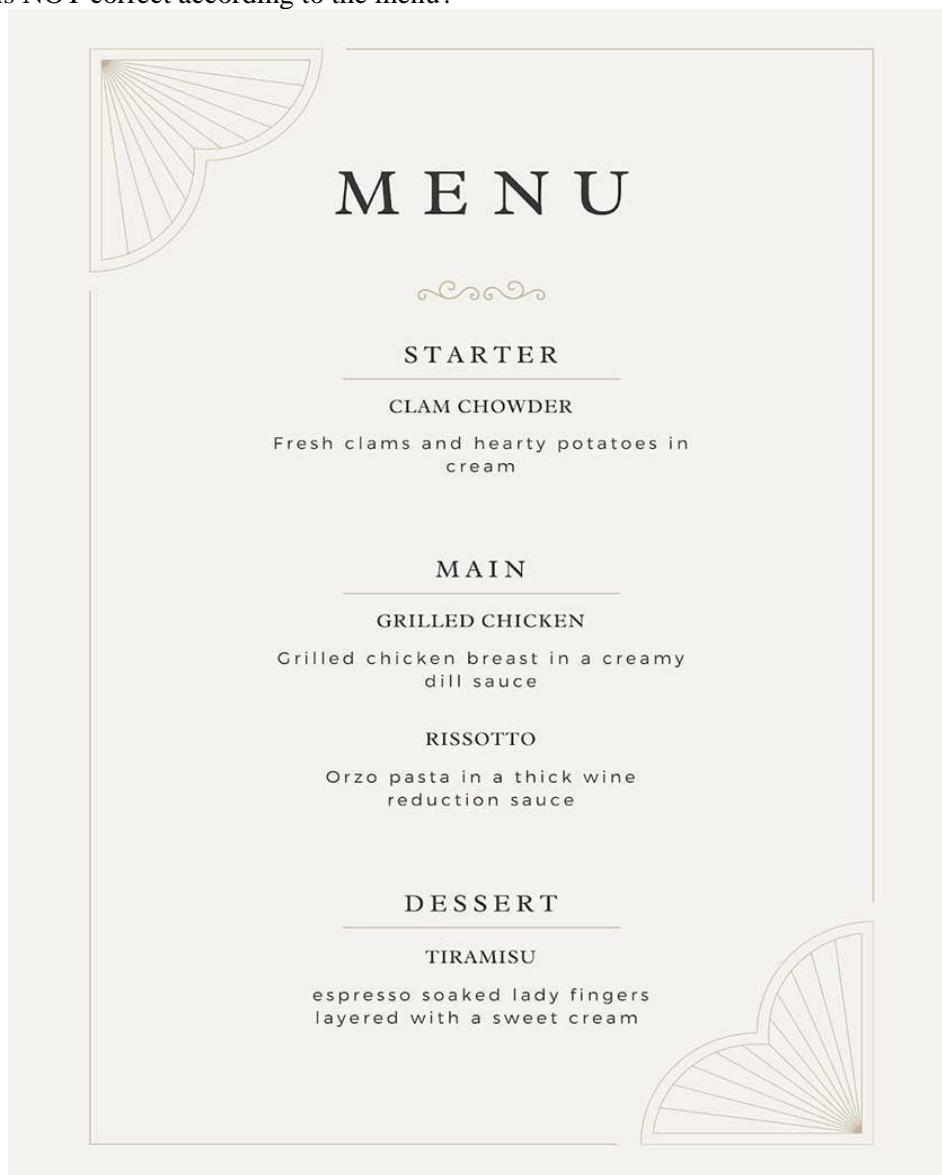 is NOT correct according to the menu?
MENU
STARTER
CLAM CHOWDER
Fresh clams and hearty potatoes in
cream
MAIN
GRILLED CHICKEN
Grilled chicken breast in a creamy
dill sauce
RISSOTTO
Orzo pasta in a thick wine
reduction sauce
DESSERT
TIRAMISU
espresso soaked lady fingers
layered with a sweet cream